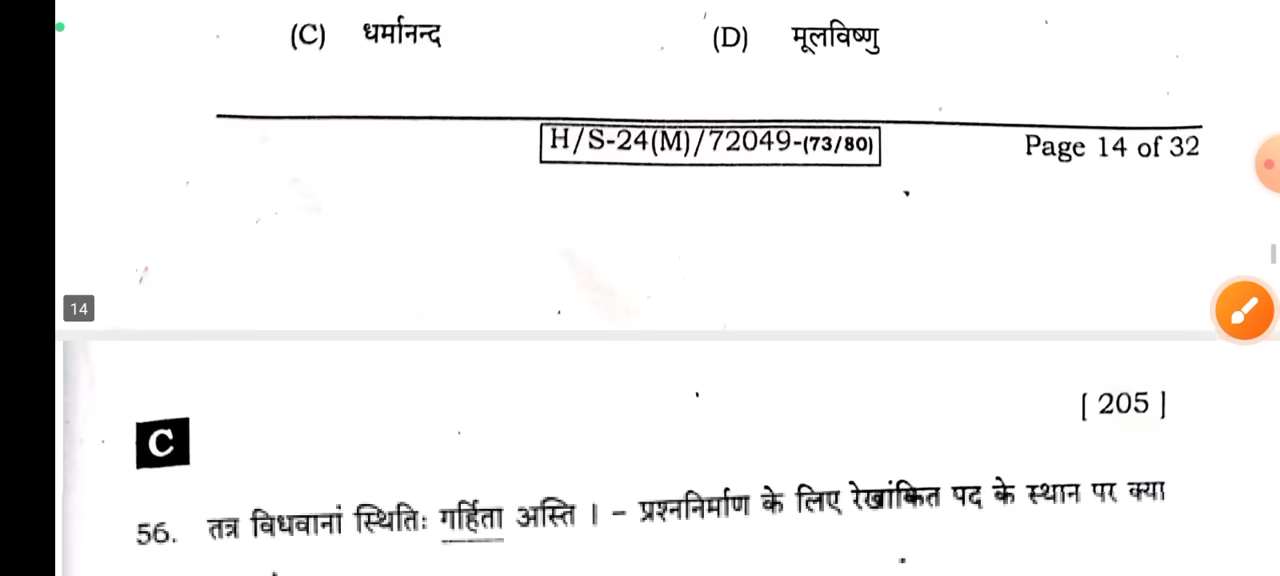 (C) धर्मानन्द (D) मूलविष्णु
H/S-24(M)/72049-(73/80) Page 14 of 32
14
[ 205 ]
C
56. तत्र विधवानां स्थितिः गर्हिता अस्ति । – प्रश्ननिर्माण के लिए रेखांकित पद के स्थान पर क्या